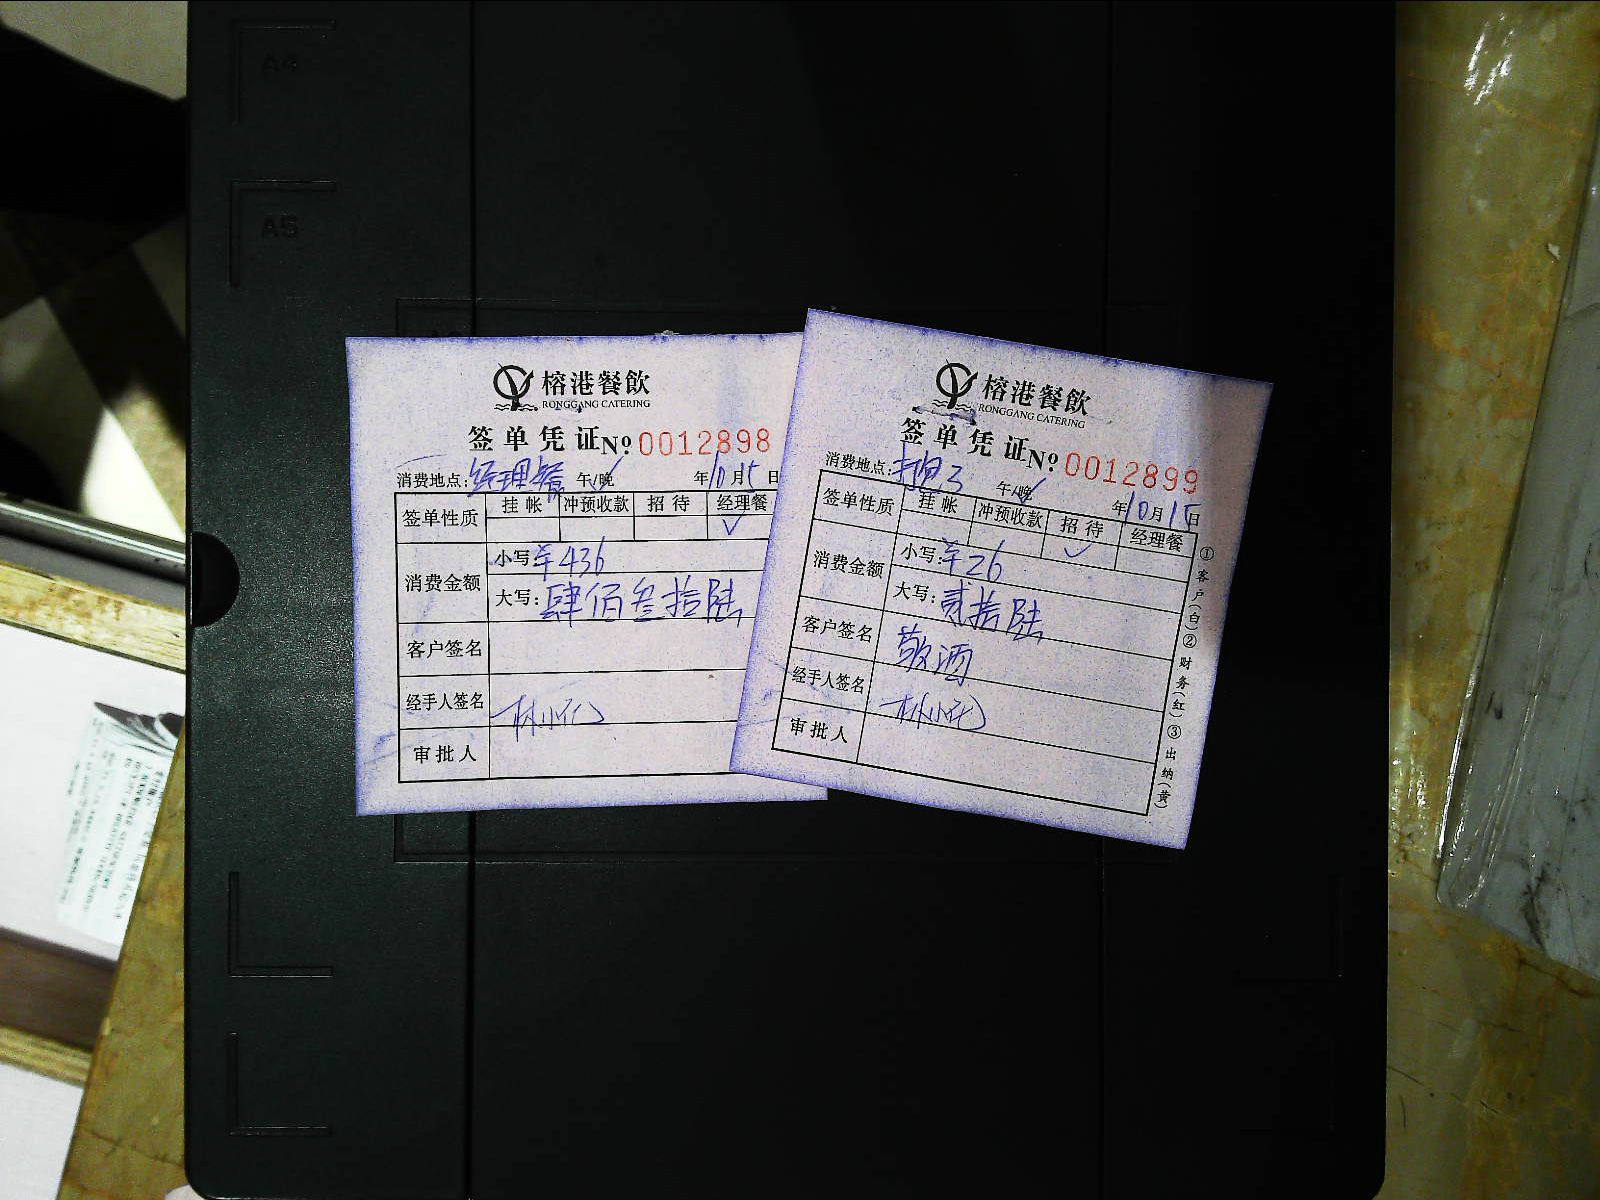 A4
A5
榕港餐飲
RONGGANG CATERING
签单凭证 No 0012898
消费地点: 经理餐 午/晚 年10月15日
签单性质 挂帐 冲预收款 招待 经理餐
✓
消费金额
小写: ¥436
大写: 肆佰叁拾陆
客户签名
经手人签名
审批人
榕港餐飲
RONGGANG CATERING
签单凭证 No 0012899
消费地点: 午/晚 年10月15日
签单性质 挂帐 冲预收款 招待 经理餐
✓
消费金额
小写: ¥26
大写: 贰拾陆
客户签名 敬酒
经手人签名
审批人
①客户(白)②财务(红)③出纳(黄)